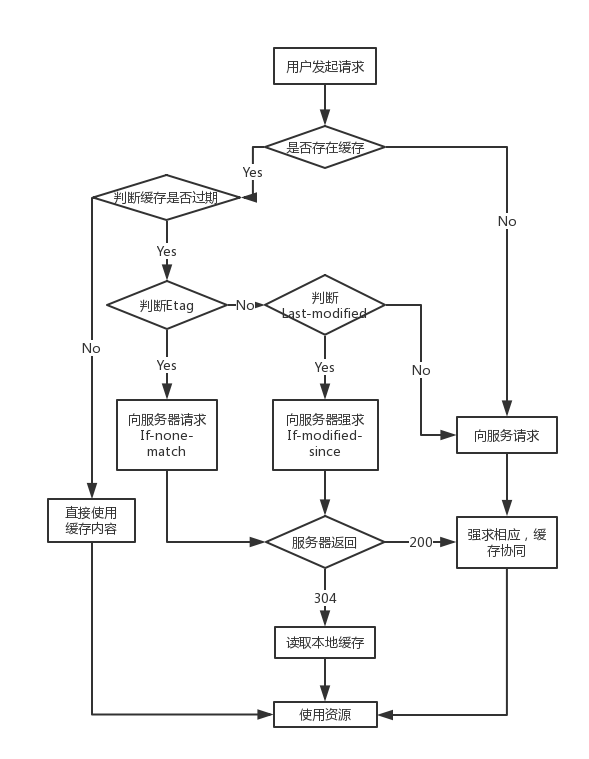 用户发起请求
是否存在缓存
Yes
判断缓存是否过期
No
Yes
判断Etag
No
判断
Last-modified
No
Yes
Yes
No
向服务器请求
If-none-
match
向服务器强求
If-modified-
since
向服务请求
直接使用
缓存内容
服务器返回
200
强求相应，缓
存协同
304
读取本地缓存
使用资源